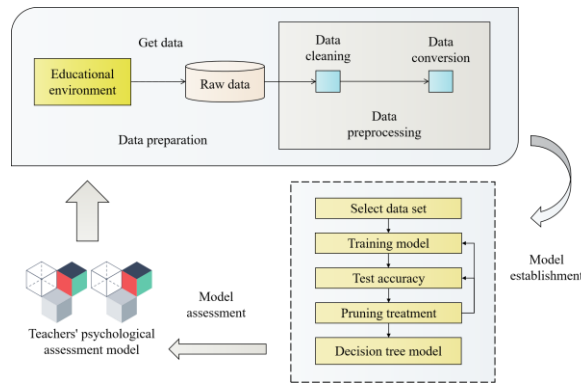 Get data
Educational
environment
Raw data
Data
cleaning
Data
conversion
Data
preprocessing
Data preparation
Select data set
Training model
Test accuracy
Pruning treatment
Decision tree model
Model
establishment
Model
assessment
Teachers' psychological
assessment model